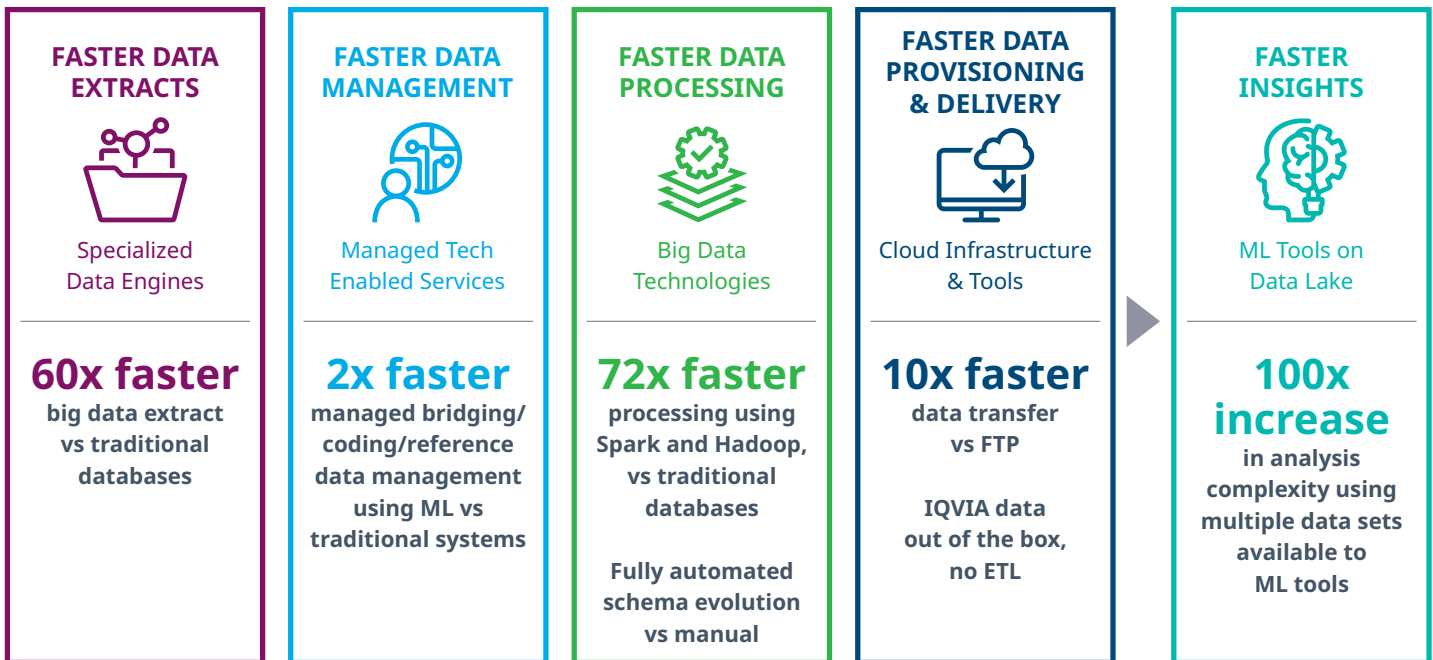 FASTER DATA
EXTRACTS
Specialized
Data Engines
60x faster
big data extract
vs traditional
databases
FASTER DATA
MANAGEMENT
Managed Tech
Enabled Services
2x faster
managed bridging/
coding/reference
data management
using ML vs
traditional systems
FASTER DATA
PROCESSING
Big Data
Technologies
72x faster
processing using
Spark and Hadoop,
vs traditional
databases
Fully automated
schema evolution
vs manual
FASTER DATA
PROVISIONING
& DELIVERY
Cloud Infrastructure
& Tools
10x faster
data transfer
vs FTP
IQVIA data
out of the box,
no ETL
FASTER
INSIGHTS
ML Tools on
Data Lake
100x
increase
in analysis
complexity using
multiple data sets
available to
ML tools